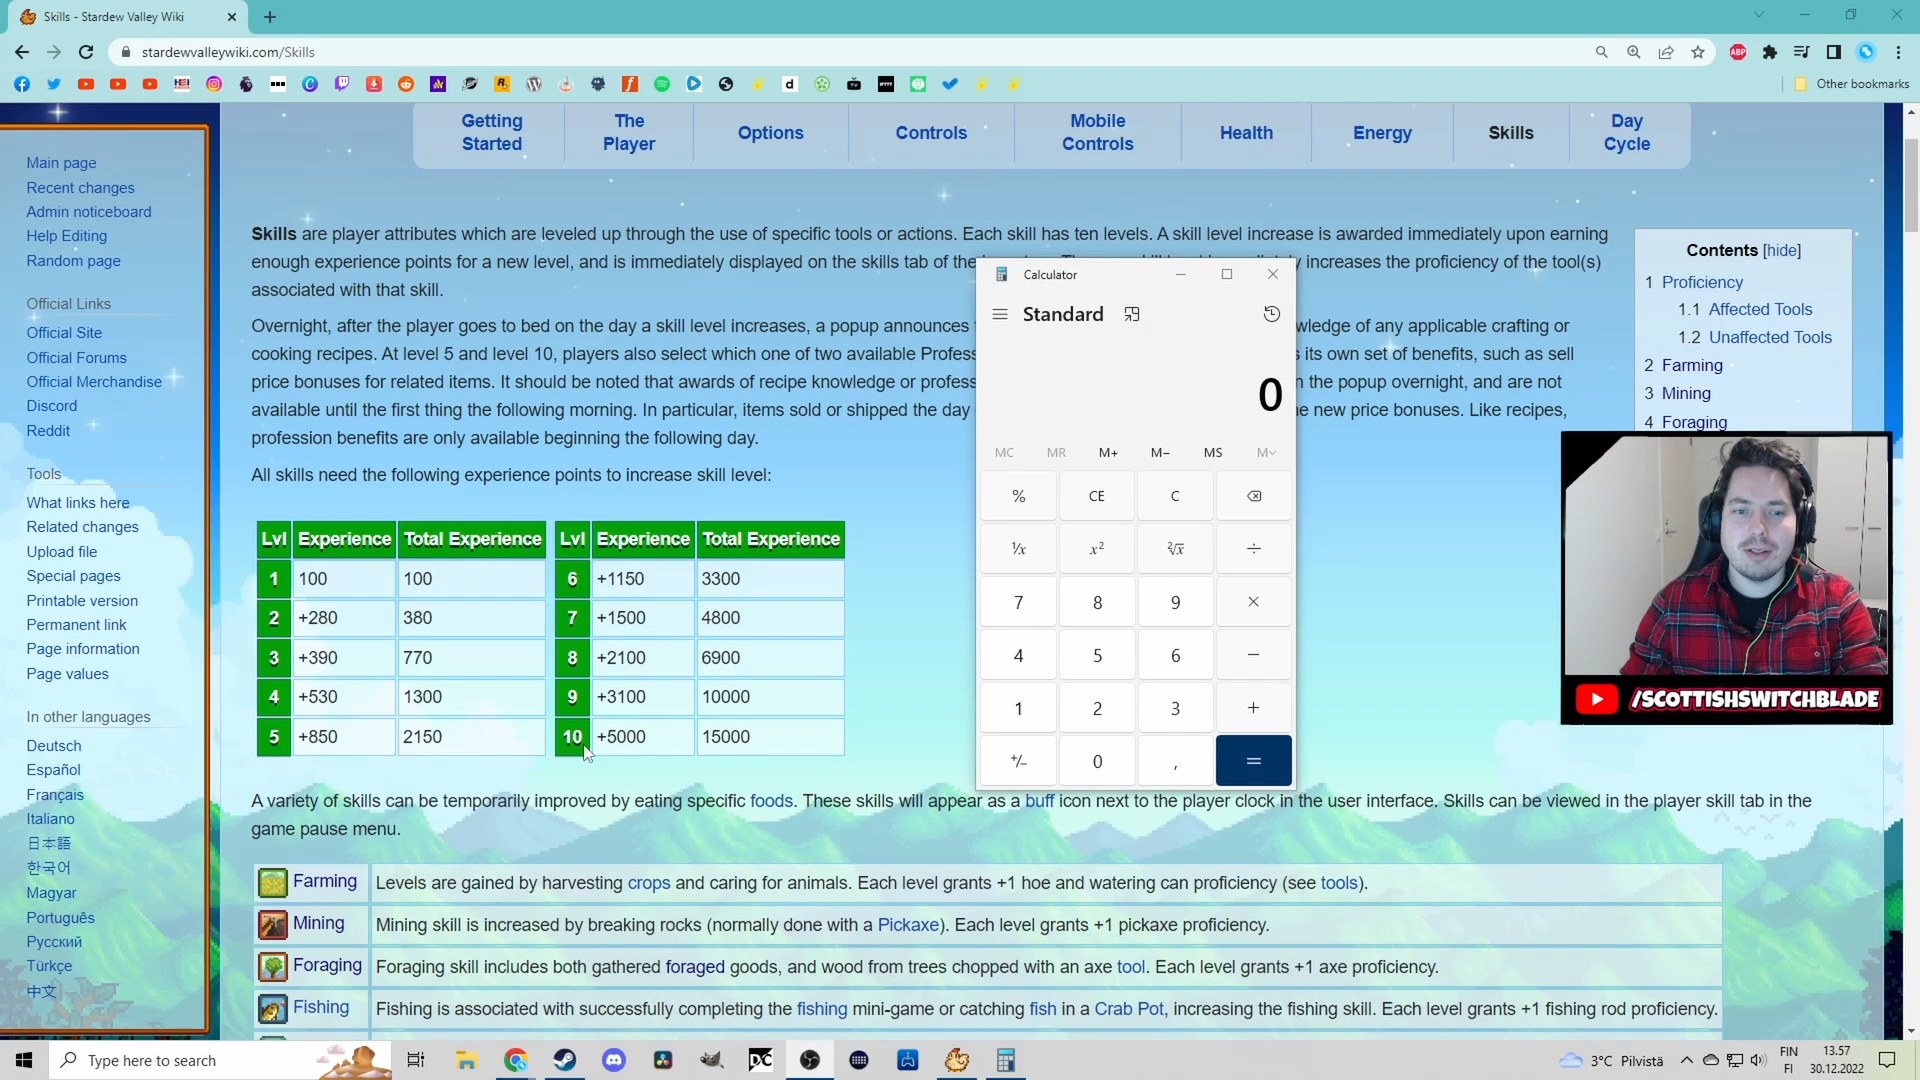 Skills - Stardew Valley Wiki
stardewvalleywiki.com/Skills
ABP
Other bookmarks
Getting Started
The Player
Options
Controls
Mobile Controls
Health
Energy
Skills
Day Cycle
Main page
Recent changes
Admin noticeboard
Help Editing
Random page
Official Links
Official Site
Official Forums
Official Merchandise
Discord
Reddit
Tools
What links here
Related changes
Upload file
Special pages
Printable version
Permanent link
Page information
Page values
In other languages
Deutsch
Español
Français
Italiano
日本語
한국어
Magyar
Português
Русский
Türkçe
中文
Skills are player attributes which are leveled up through the use of specific tools or actions. Each skill has ten levels. A skill level increase is awarded immediately upon earning
enough experience points for a new level, and is immediately displayed on the skills tab of the increases the proficiency of the tool(s)
associated with that skill.
Overnight, after the player goes to bed on the day a skill level increases, a popup announces wledge of any applicable crafting or
cooking recipes. At level 5 and level 10, players also select which one of two available Profess s its own set of benefits, such as sell
price bonuses for related items. It should be noted that awards of recipe knowledge or profess n the popup overnight, and are not
available until the first thing the following morning. In particular, items sold or shipped the day he new price bonuses. Like recipes,
profession benefits are only available beginning the following day.
All skills need the following experience points to increase skill level:
Lvl Experience Total Experience Lvl Experience Total Experience
1 100 100 6 +1150 3300
2 +280 380 7 +1500 4800
3 +390 770 8 +2100 6900
4 +530 1300 9 +3100 10000
5 +850 2150 10 +5000 15000
A variety of skills can be temporarily improved by eating specific foods. These skills will appear as a buff icon next to the player clock in the user interface. Skills can be viewed in the player skill tab in the
game pause menu.
Farming Levels are gained by harvesting crops and caring for animals. Each level grants +1 hoe and watering can proficiency (see tools).
Mining Mining skill is increased by breaking rocks (normally done with a Pickaxe). Each level grants +1 pickaxe proficiency.
Foraging Foraging skill includes both gathered foraged goods, and wood from trees chopped with an axe tool. Each level grants +1 axe proficiency.
Fishing Fishing is associated with successfully completing the fishing mini-game or catching fish in a Crab Pot, increasing the fishing skill. Each level grants +1 fishing rod proficiency.
Contents [hide]
1 Proficiency
1.1 Affected Tools
1.2 Unaffected Tools
2 Farming
3 Mining
4 Foraging
Calculator
Standard
0
MC MR M+ M− MS M
% CE C
¹/x x² ²√x ÷
7 8 9 ×
4 5 6 −
1 2 3 +
+/− 0 , =
/SCOTTISHSWITCHBLADE
Type here to search
DC
3°C Pilvistä
FIN
FI
13.57
30.12.2022